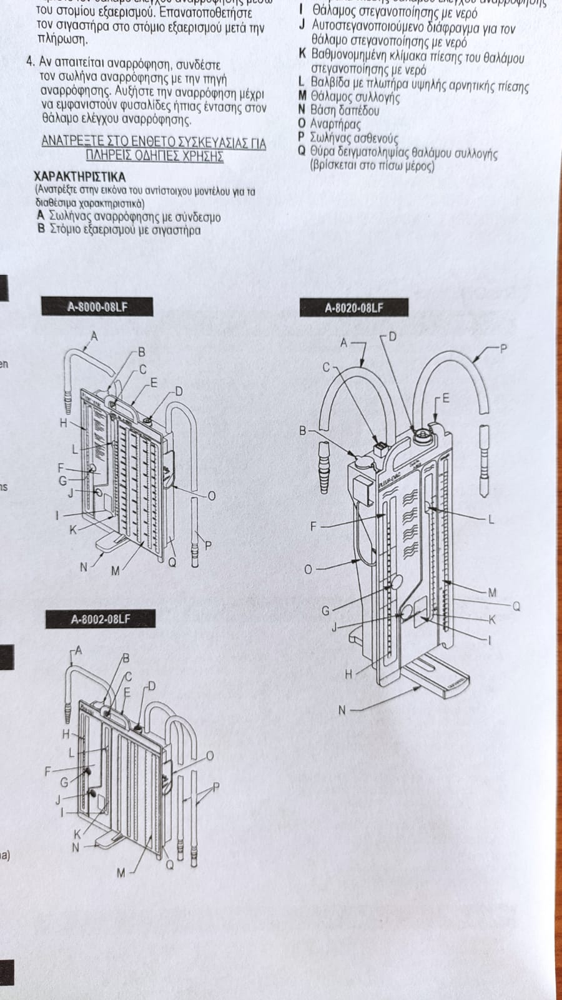 του στομίου εξαερισμού. Επανατοποθετήστε
τον σιγαστήρα στο στόμιο εξαερισμού μετά την
πλήρωση.
4. Αν απαιτείται αναρρόφηση, συνδέστε
τον σωλήνα αναρρόφησης με την πηγή
αναρρόφησης. Αυξήστε την αναρρόφηση μέχρι
να εμφανιστούν φυσαλίδες ήπιας έντασης στον
θάλαμο ελέγχου αναρρόφησης.
ΑΝΑΤΡΕΞΤΕ ΣΤΟ ΕΝΘΕΤΟ ΣΥΣΚΕΥΑΣΙΑΣ ΓΙΑ
ΠΛΗΡΕΙΣ ΟΔΗΓΙΕΣ ΧΡΗΣΗΣ
ΧΑΡΑΚΤΗΡΙΣΤΙΚΑ
(Ανατρέξτε στην εικόνα του αντίστοιχου μοντέλου για τα
διαθέσιμα χαρακτηριστικά)
A Σωλήνας αναρρόφησης με σύνδεσμο
B Στόμιο εξαερισμού με σιγαστήρα
I Θάλαμος στεγανοποίησης με νερό
J Αυτοστεγανοποιούμενο διάφραγμα για τον
θάλαμο στεγανοποίησης με νερό
K Βαθμονομημένη κλίμακα πίεσης του θαλάμου
στεγανοποίησης με νερό
L Βαλβίδα με πλωτήρα υψηλής αρνητικής πίεσης
M Θάλαμος συλλογής
N Βάση δαπέδου
O Αναρτήρας
P Σωλήνας ασθενούς
Q Θύρα δειγματοληψίας θαλάμου συλλογής
(βρίσκεται στο πίσω μέρος)
A-8000-08LF
A
B
C
E
D
H
L
F
G
J
I
K
N
M
Q
P
O
A-8020-08LF
A
D
P
C
E
B
PLEUR-EVAC
F
L
O
G
M
Q
J
K
I
H
N
A-8002-08LF
A
B
C
E
D
H
L
F
G
J
I
K
N
M
Q
P
O
en
ns
na)